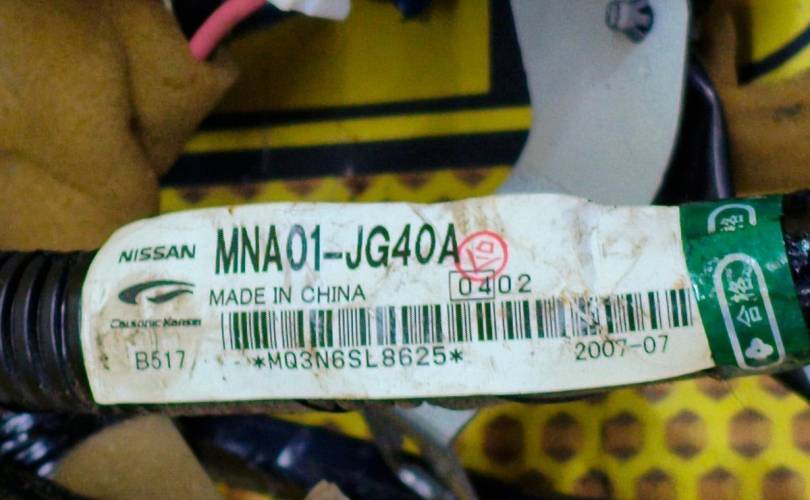 NISSAN
MNA01-JG40A
MADE IN CHINA
0402
Calsonic Kansei
B517
*MQ3N6SL8625*
2007-07
合格